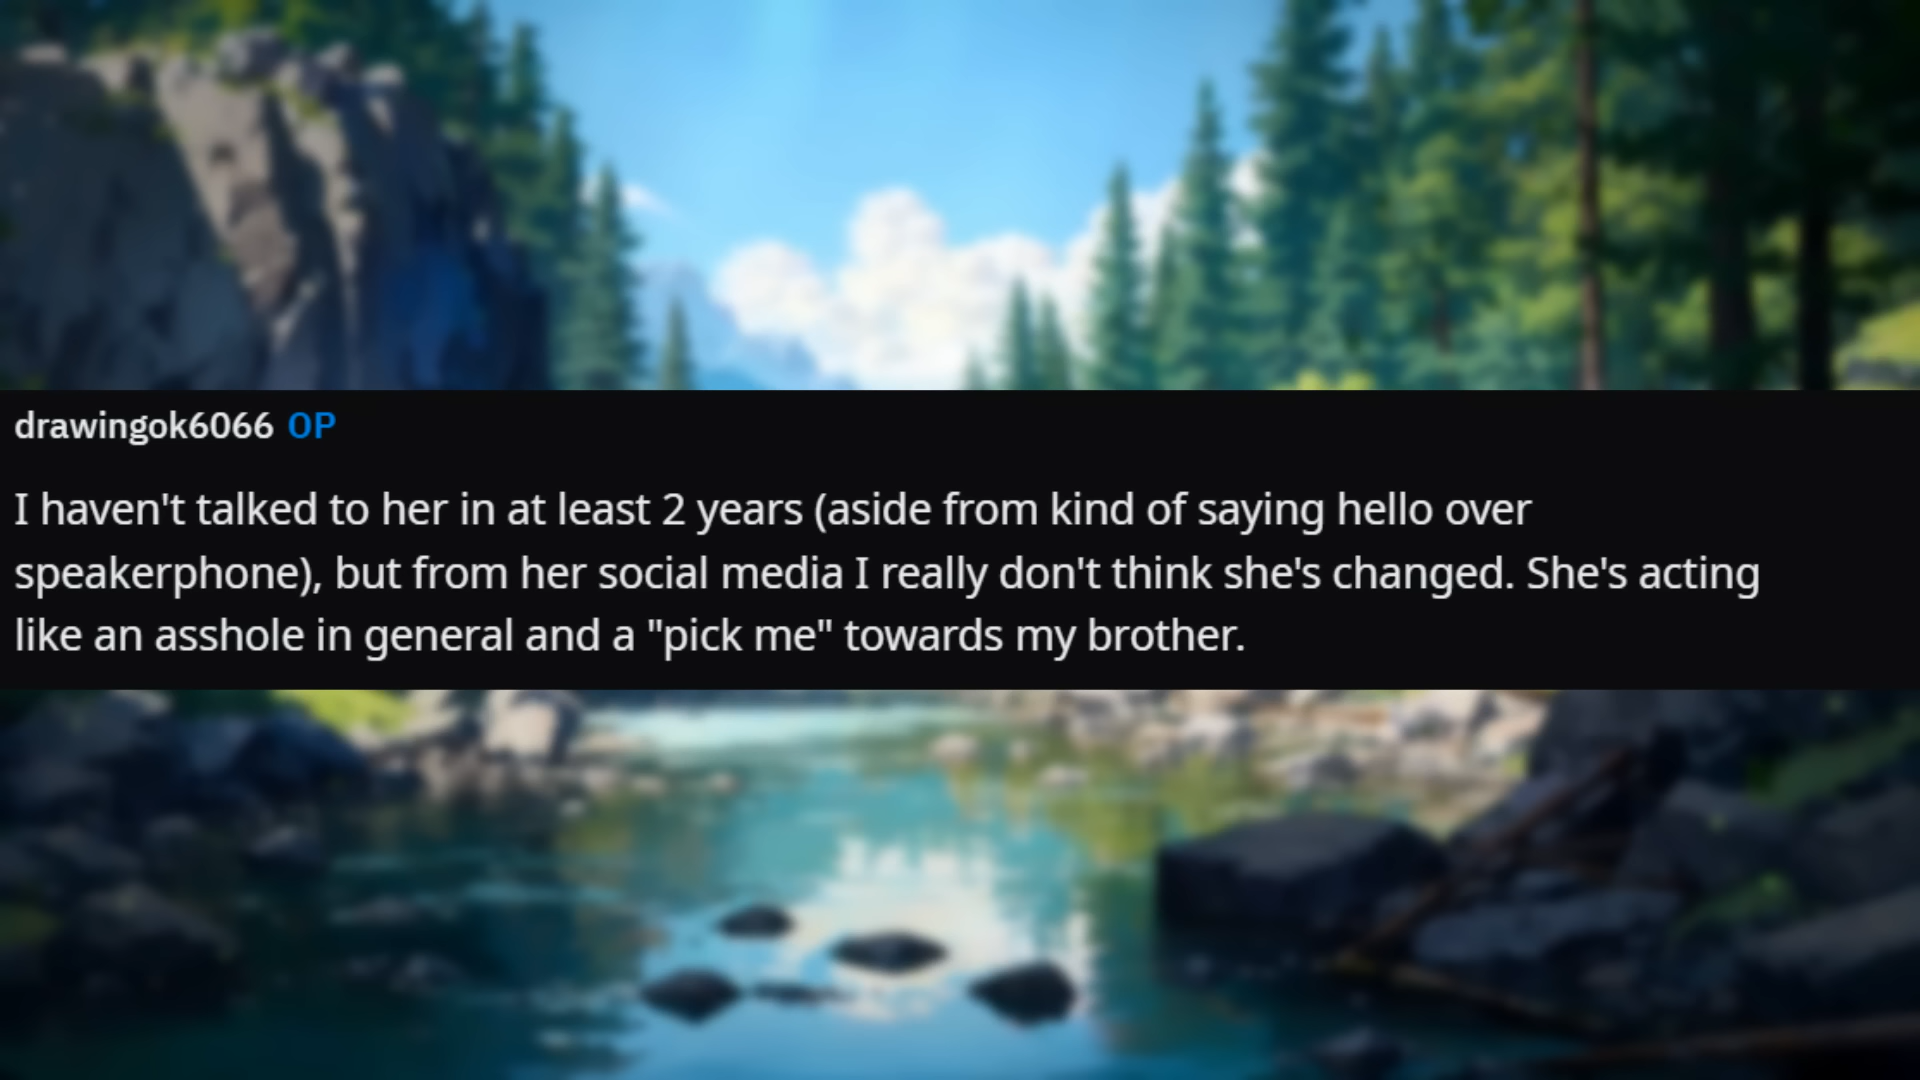 drawingok6066 OP
I haven't talked to her in at least 2 years (aside from kind of saying hello over
speakerphone), but from her social media I really don't think she's changed. She's acting
like an asshole in general and a "pick me" towards my brother.